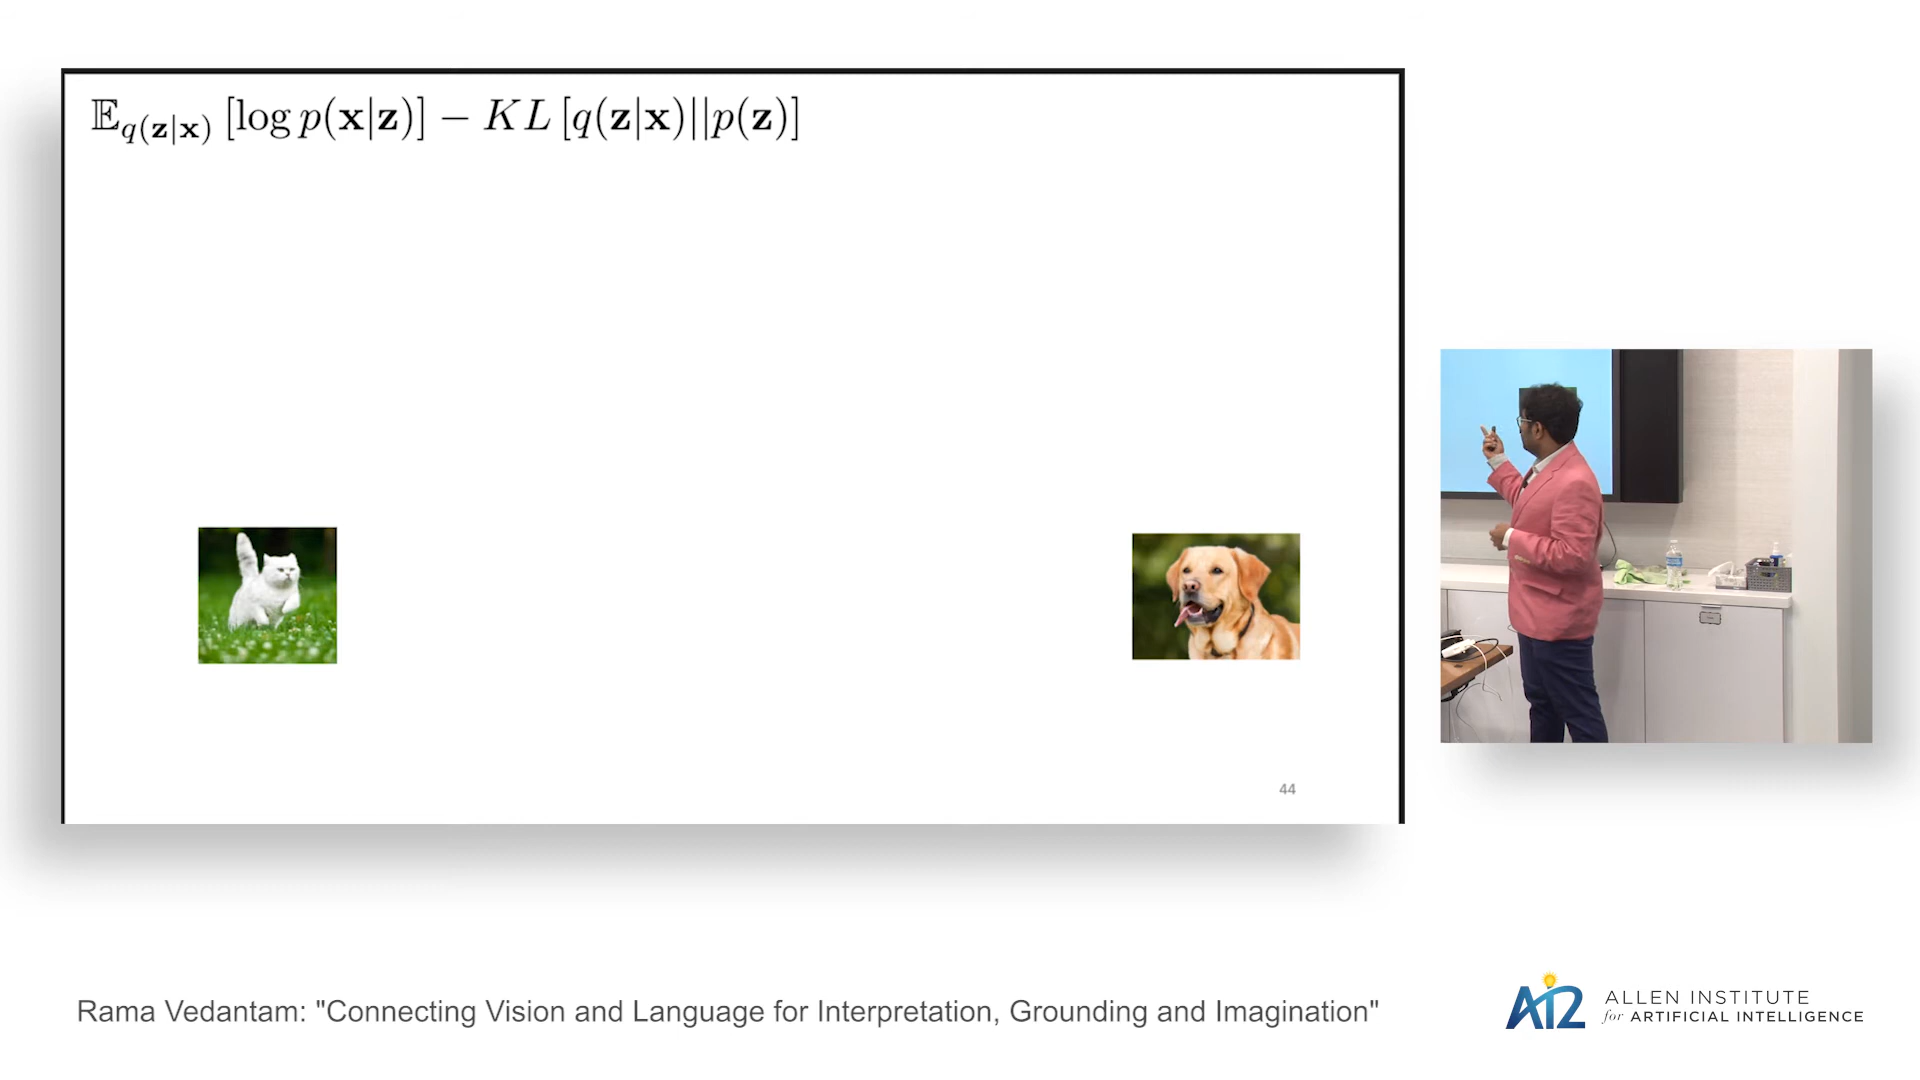 𝔼q(𝐳|𝐱) [log p(𝐱|𝐳)] − KL [q(𝐳|𝐱)||p(𝐳)]
44
Rama Vedantam: "Connecting Vision and Language for Interpretation, Grounding and Imagination"
AI2
ALLEN INSTITUTE
for ARTIFICIAL INTELLIGENCE